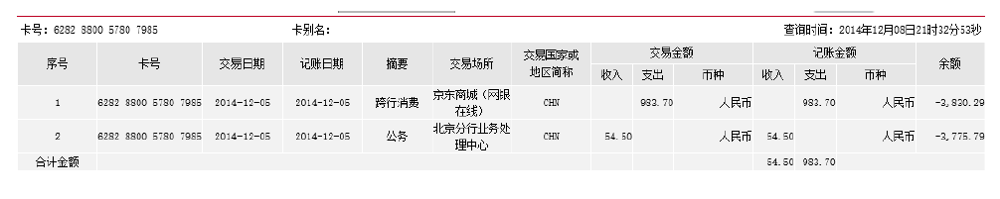 卡号：6282 8800 5780 7985 卡别名： 查询时间：2014年12月08日21时32分53秒
序号 卡号 交易日期 记账日期 摘要 交易场所 交易国家或地区简称 交易金额 记账金额 余额
收入 支出 币种 收入 支出 币种
1 6282 8800 5780 7985 2014-12-05 2014-12-05 跨行消费 京东商城（网银在线） CHN 983.70 人民币 983.70 人民币 -3,830.29
2 6282 8800 5780 7985 2014-12-05 2014-12-05 公务 北京分行业务处理中心 CHN 54.50 人民币 54.50 人民币 -3,775.79
合计金额 54.50 983.70